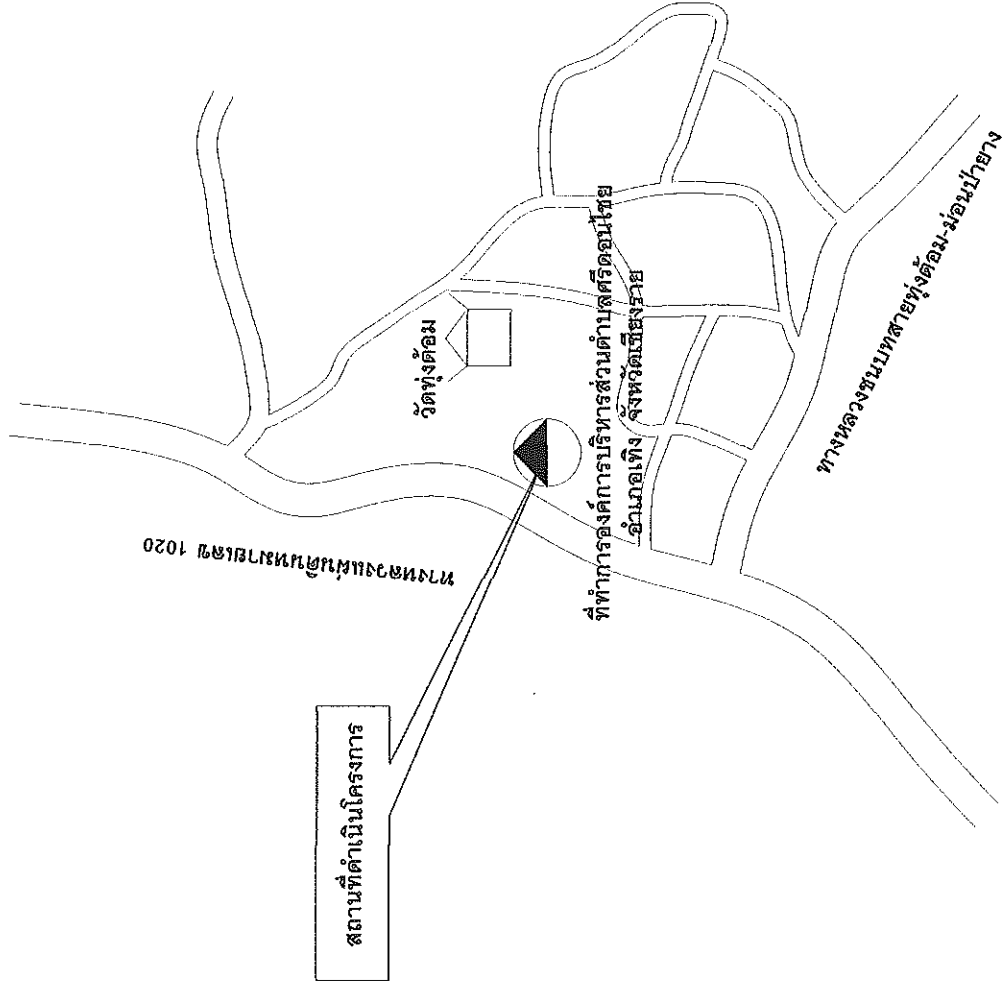 วัดทุ่งต้อม
ทางหลวงแผ่นดินหมายเลข 1020
สถานที่ดำเนินโครงการ
ที่ทำการองค์การบริหารส่วนตำบลศรีดอนไชย
อำเภอเทิง จังหวัดเชียงราย
ทางหลวงชนบทสายทุ่งต้อม-ม่อนป่ายาง